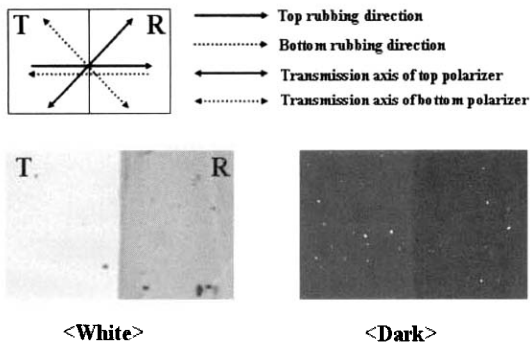 T R
Top rubbing direction
Bottom rubbing direction
Transmission axis of top polarizer
Transmission axis of bottom polarizer
T R
<White> <Dark>